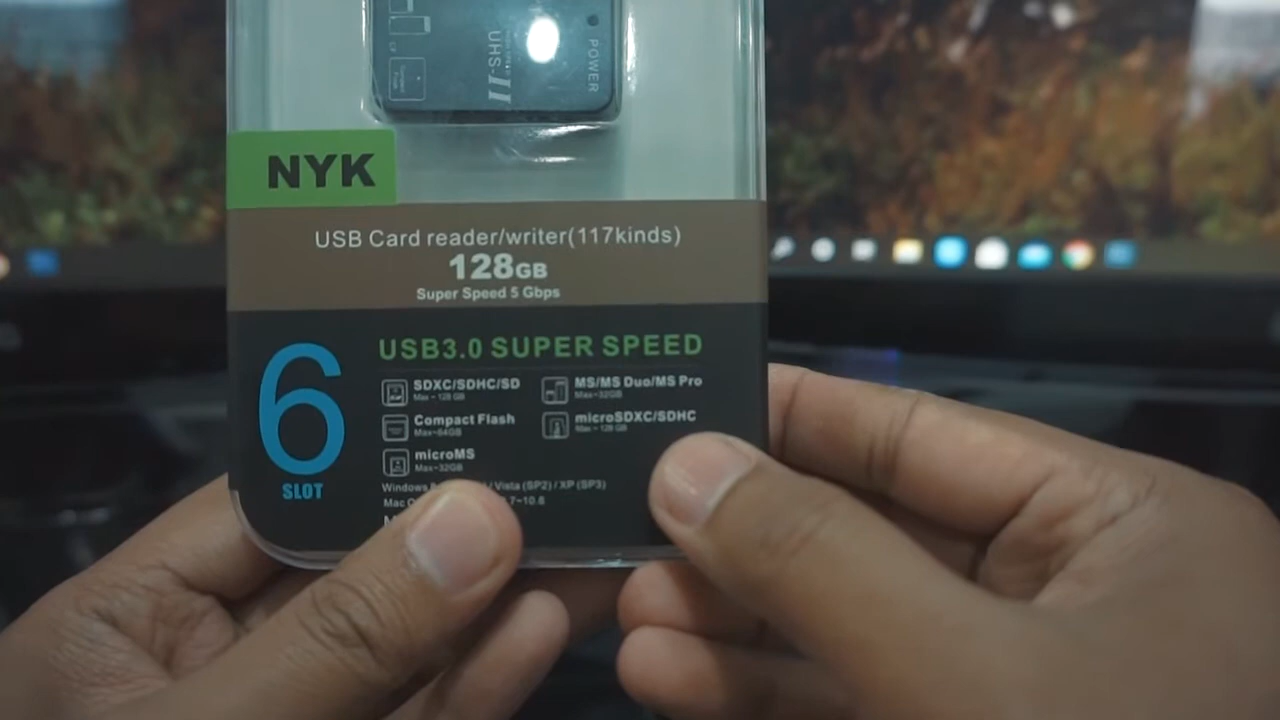 POWER
UHS-II
CF
NYK
USB Card reader/writer(117kinds)
128GB
Super Speed 5 Gbps
USB3.0 SUPER SPEED
6
SLOT
SDXC/SDHC/SD
Max~128GB
MS/MS Duo/MS Pro
Max~32GB
Compact Flash
Max~64GB
microSDXC/SDHC
Max~128GB
microMS
Max~32GB
Windows / Vista (SP2) / XP (SP3)
Mac